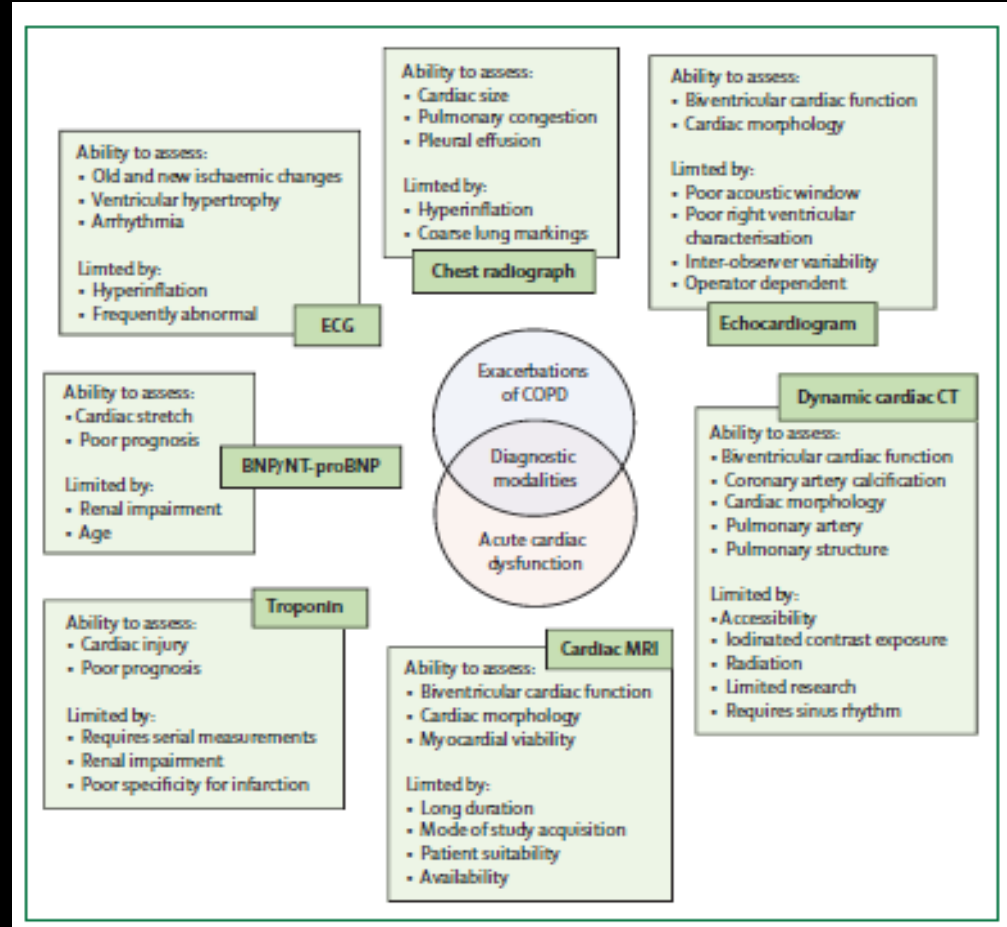 Ability to assess:
• Cardiac size
• Pulmonary congestion
• Pleural effusion
Limted by:
• Hyperinflation
• Coarse lung markings
Chest radiograph
Ability to assess:
• Biventricular cardiac function
• Cardiac morphology
Limted by:
• Poor acoustic window
• Poor right ventricular
characterisation
• Inter-observer variability
• Operator dependent
Echocardiogram
Ability to assess:
• Old and new ischaemic changes
• Ventricular hypertrophy
• Arrhythmia
Limted by:
• Hyperinflation
• Frequently abnormal
ECG
Exacerbations
of COPD
Diagnostic
modalities
Acute cardiac
dysfunction
Ability to assess:
• Cardiac stretch
• Poor prognosis
Limited by:
• Renal impairment
• Age
BNP/NT-proBNP
Dynamic cardiac CT
Ability to assess:
• Biventricular cardiac function
• Coronary artery calcification
• Cardiac morphology
• Pulmonary artery
• Pulmonary structure
Limited by:
• Accessibility
• Iodinated contrast exposure
• Radiation
• Limited research
• Requires sinus rhythm
Troponin
Ability to assess:
• Cardiac injury
• Poor prognosis
Limited by:
• Requires serial measurements
• Renal impairment
• Poor specificity for infarction
Cardiac MRI
Ability to assess:
• Biventricular cardiac function
• Cardiac morphology
• Myocardial viability
Limted by:
• Long duration
• Mode of study acquisition
• Patient suitability
• Availability